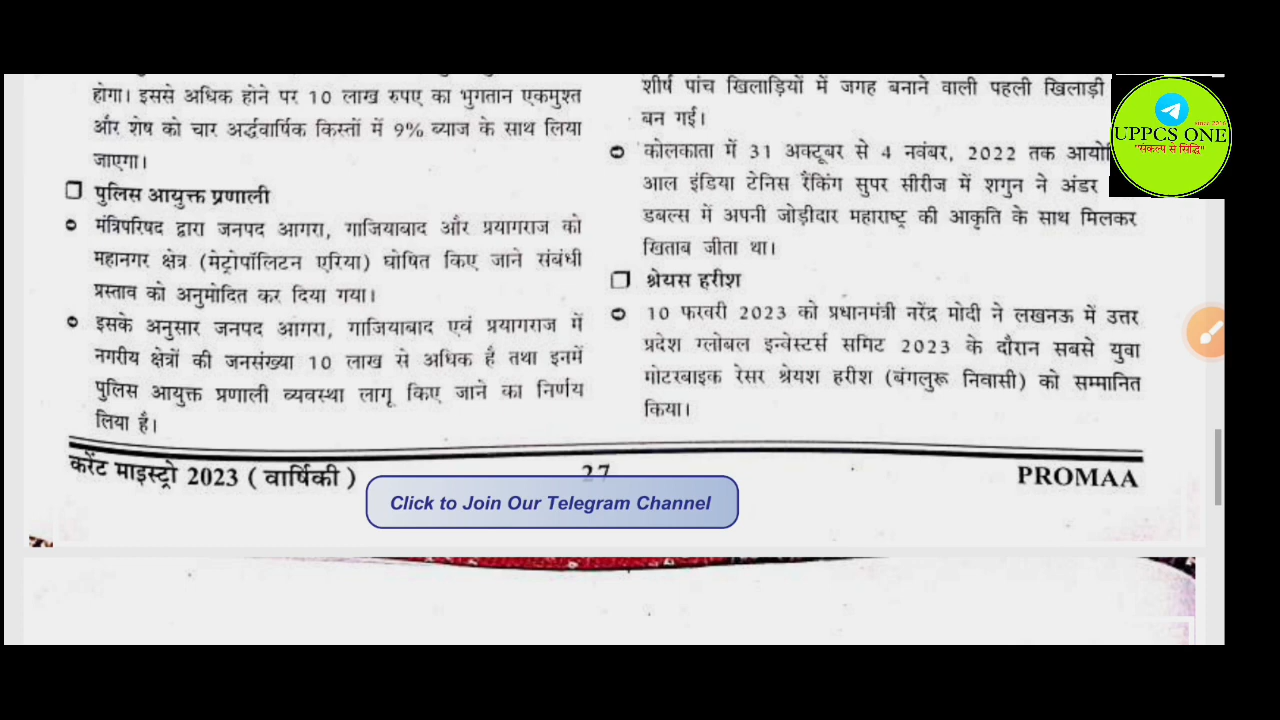 होगा। इससे अधिक होने पर 10 लाख रुपए का भुगतान एकमुश्त
और शेष को चार अर्द्धवार्षिक किस्तों में 9% ब्याज के साथ लिया
जाएगा।
पुलिस आयुक्त प्रणाली
मंत्रिपरिषद द्वारा जनपद आगरा, गाजियाबाद और प्रयागराज को
महानगर क्षेत्र (मेट्रोपॉलिटन एरिया) घोषित किए जाने संबंधी
प्रस्ताव को अनुमोदित कर दिया गया।
इसके अनुसार जनपद आगरा, गाजियाबाद एवं प्रयागराज में
नगरीय क्षेत्रों की जनसंख्या 10 लाख से अधिक है तथा इनमें
पुलिस आयुक्त प्रणाली व्यवस्था लागू किए जाने का निर्णय
लिया है।
शीर्ष पांच खिलाड़ियों में जगह बनाने वाली पहली खिलाड़ी
बन गई।
कोलकाता में 31 अक्टूबर से 4 नवंबर, 2022 तक
आल इंडिया टेनिस रैंकिंग सुपर सीरीज में शगुन ने अंडर
डबल्स में अपनी जोड़ीदार महाराष्ट्र की आकृति के साथ मिलकर
खिताब जीता था।
श्रेयस हरीश
10 फरवरी 2023 को प्रधानमंत्री नरेंद्र मोदी ने लखनऊ में उत्तर
प्रदेश ग्लोबल इन्वेस्टर्स समिट 2023 के दौरान सबसे युवा
मोटरबाइक रेसर श्रेयश हरीश (बंगलुरू निवासी) को सम्मानित
किया।
करेंट माइस्ट्रो 2023 (वार्षिकी)
27
PROMAA
Click to Join Our Telegram Channel
UPPCS ONE
"संकल्प से सिद्धि"